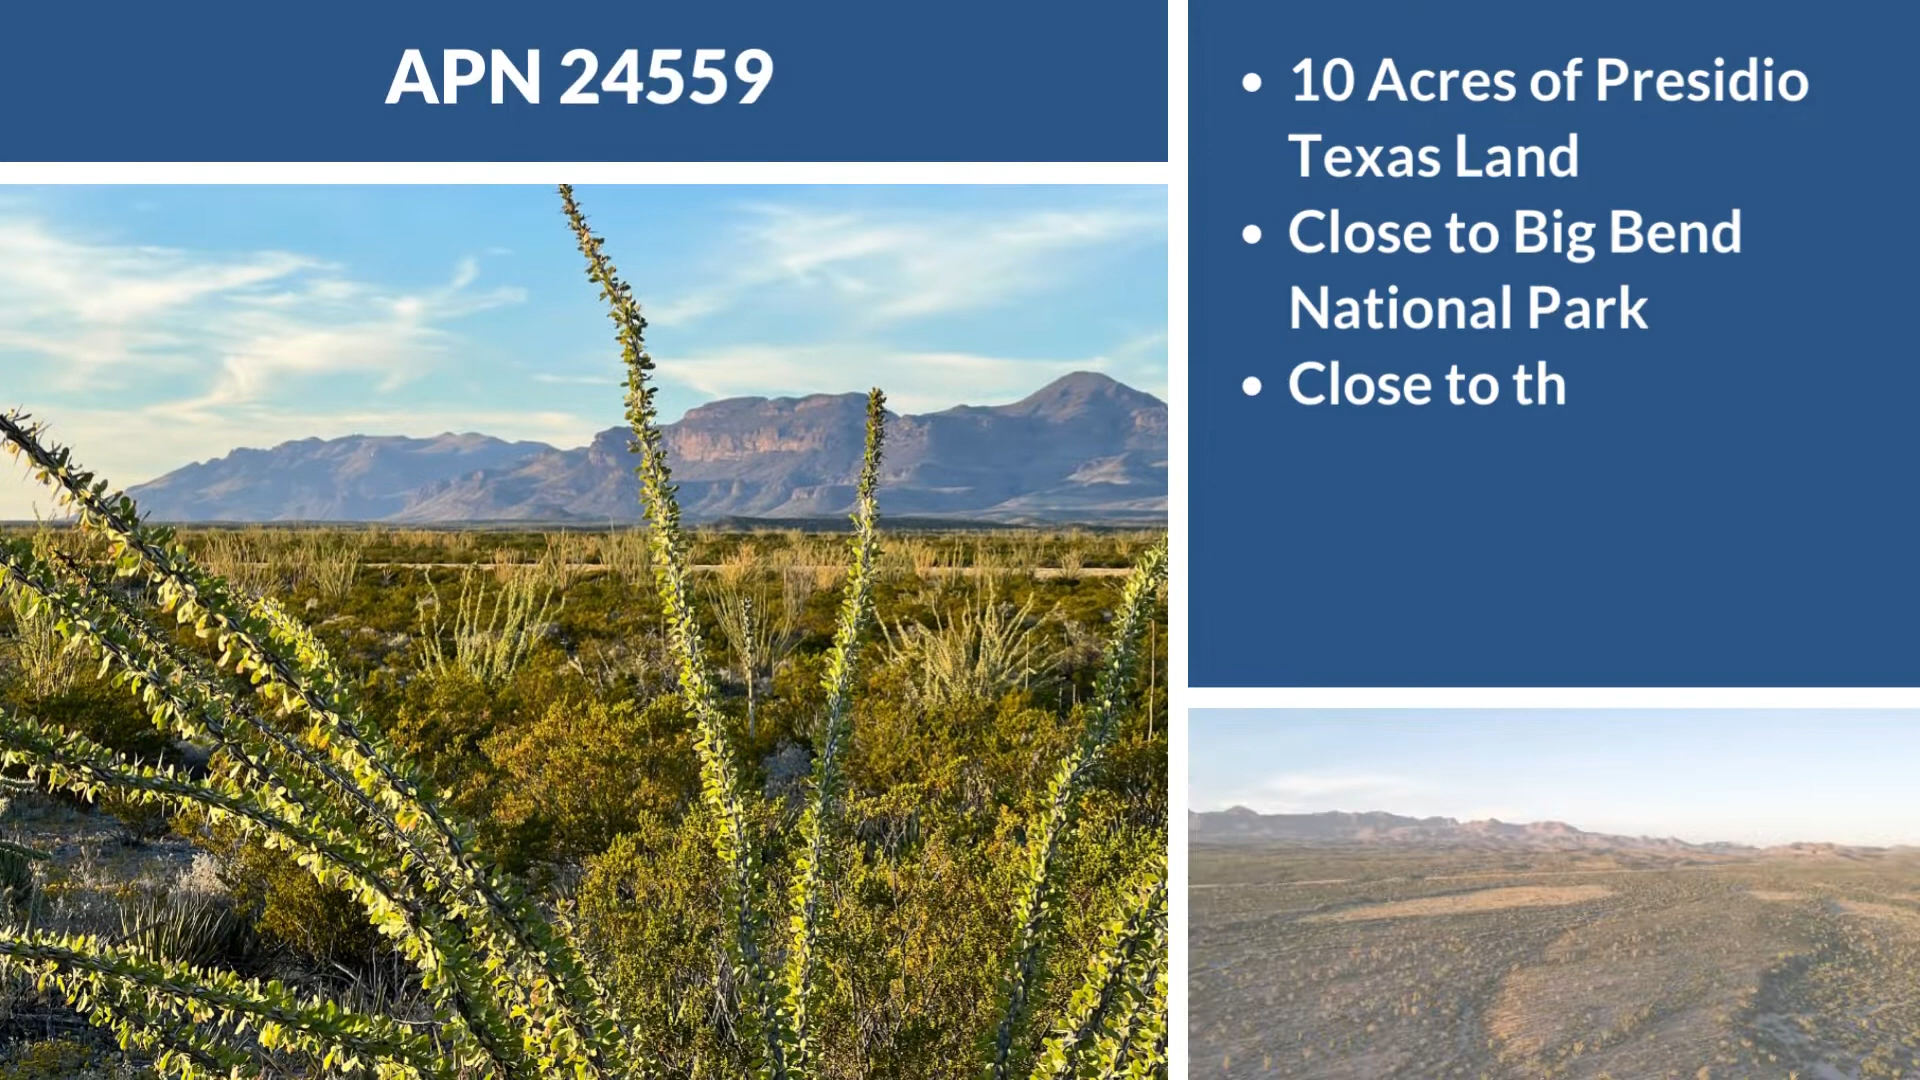 APN 24559
• 10 Acres of Presidio
Texas Land
• Close to Big Bend
National Park
• Close to th